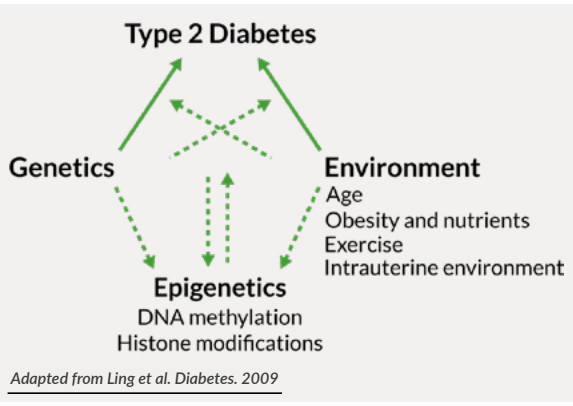 Type 2 Diabetes
Genetics
Environment
Age
Obesity and nutrients
Exercise
Intrauterine environment
Epigenetics
DNA methylation
Histone modifications
Adapted from Ling et al. Diabetes. 2009